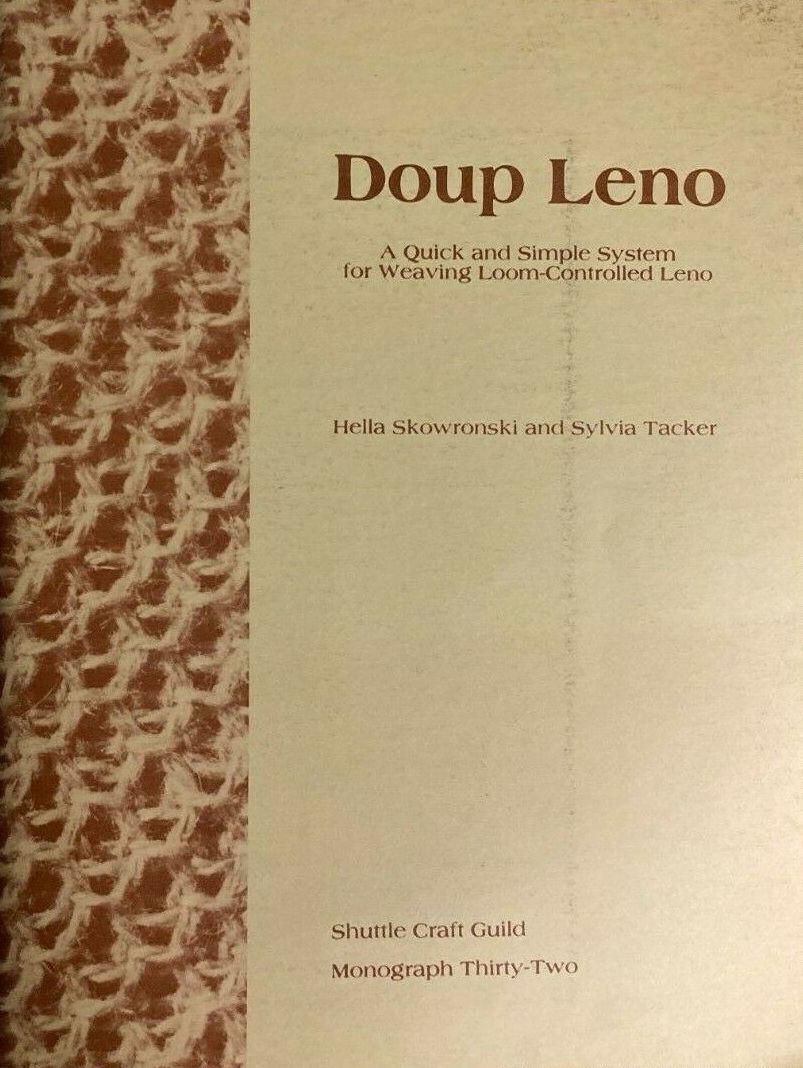 Doup Leno
A Quick and Simple System
for Weaving Loom-Controlled Leno
Hella Skowronski and Sylvia Tacker
Shuttle Craft Guild
Monograph Thirty-Two